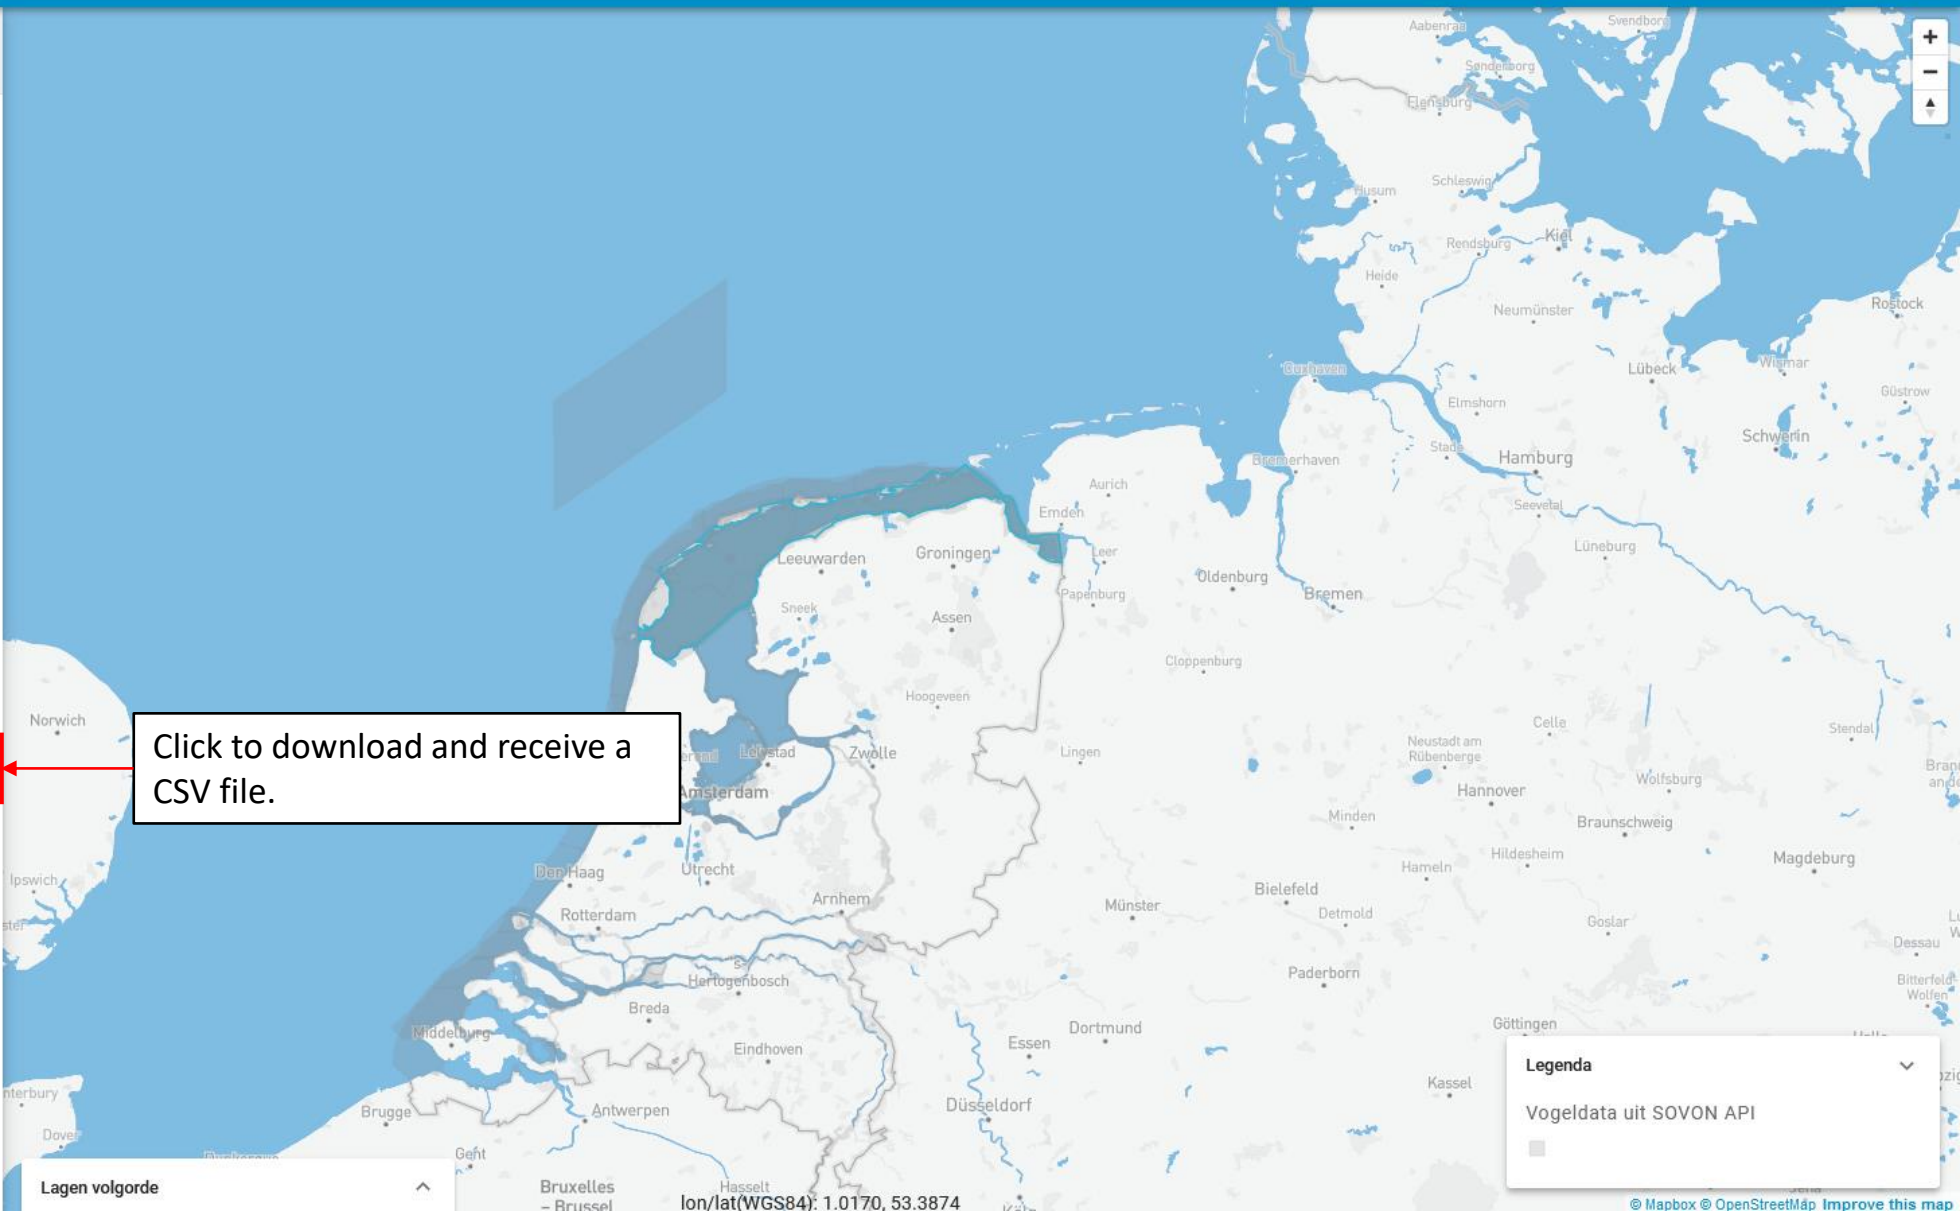 Aabenraa
Svendborg
Sønderborg
Flensburg
Schleswig
Husum
Rendsburg
Kiel
Heide
Neumünster
Rostock
Cuxhaven
Lübeck
Wismar
Elmshorn
Güstrow
Schwerin
Stade
Hamburg
Bremerhaven
Aurich
Seevetal
Emden
Lüneburg
Leeuwarden
Groningen
Leer
Oldenburg
Papenburg
Bremen
Sneek
Assen
Cloppenburg
Hoogeveen
Norwich
Celle
Stendal
Click to download and receive a
CSV file.
Lelystad
Zwolle
Lingen
Neustadt am
Rübenberge
Wolfsburg
Amsterdam
Hannover
Minden
Braunschweig
Hildesheim
Magdeburg
Ipswich
Den Haag
Utrecht
Hameln
Bielefeld
Arnhem
Münster
Detmold
Rotterdam
Goslar
Dessau
's-
Hertogenbosch
Paderborn
Bitterfeld-
Wolfen
Breda
Middelburg
Dortmund
Göttingen
Essen
Eindhoven
Legenda
Kassel
Brugge
Antwerpen
Düsseldorf
Vogeldata uit SOVON API
Dover
Gent
Lagen volgorde
Bruxelles
– Brussel
Hasselt
lon/lat(WGS84): 1.0170, 53.3874
Köln
© Mapbox © OpenStreetMap Improve this map